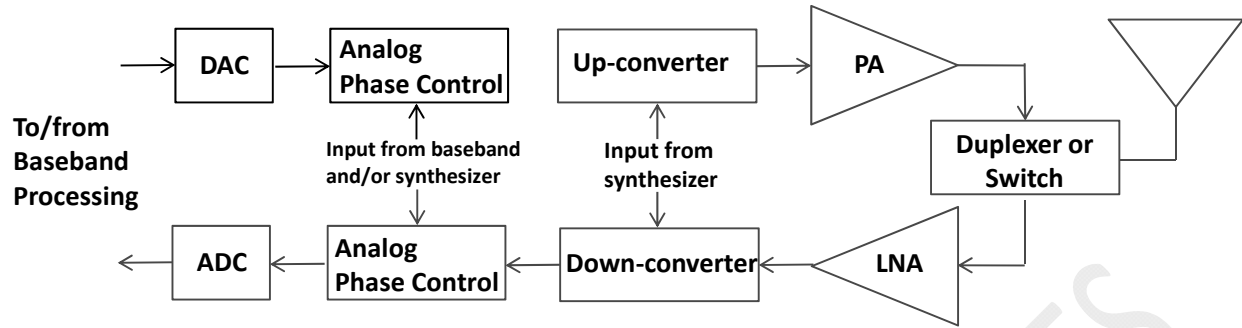 DAC
Analog
Phase Control
Up-converter
PA
To/from
Baseband
Processing
Input from baseband
and/or synthesizer
Input from
synthesizer
Duplexer or
Switch
ADC
Analog
Phase Control
Down-converter
LNA